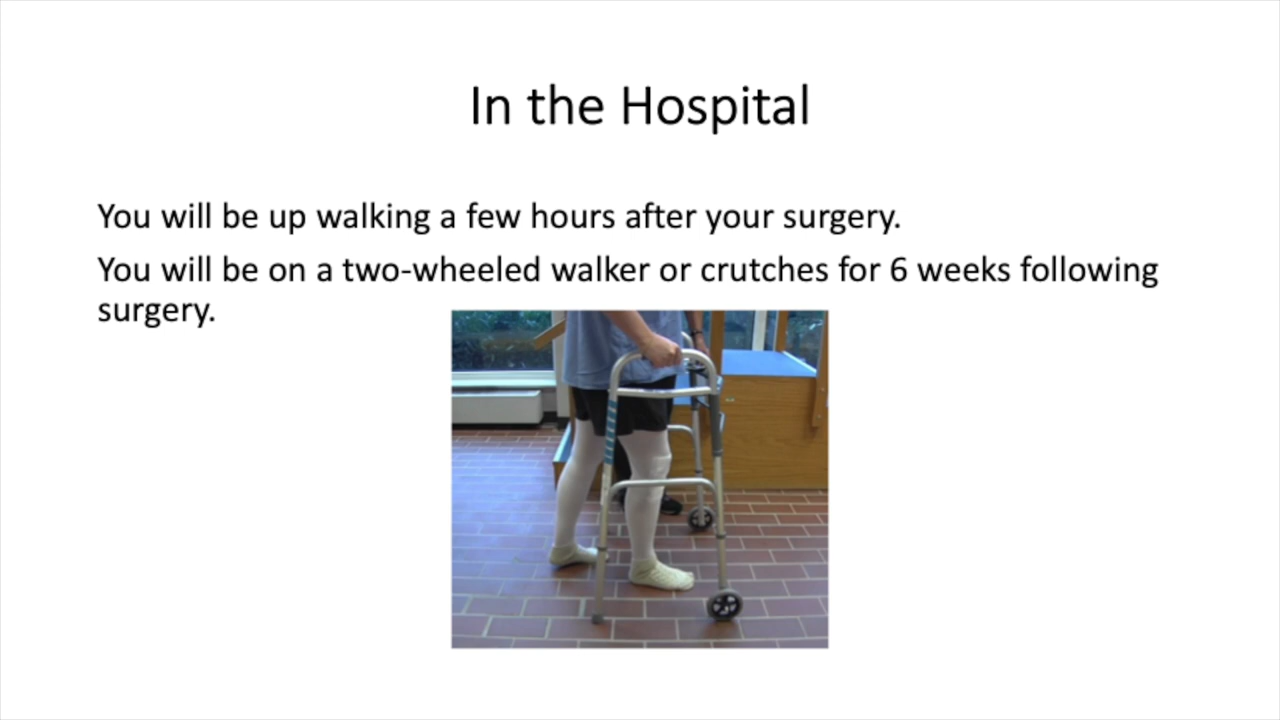 In the Hospital
You will be up walking a few hours after your surgery.
You will be on a two-wheeled walker or crutches for 6 weeks following
surgery.